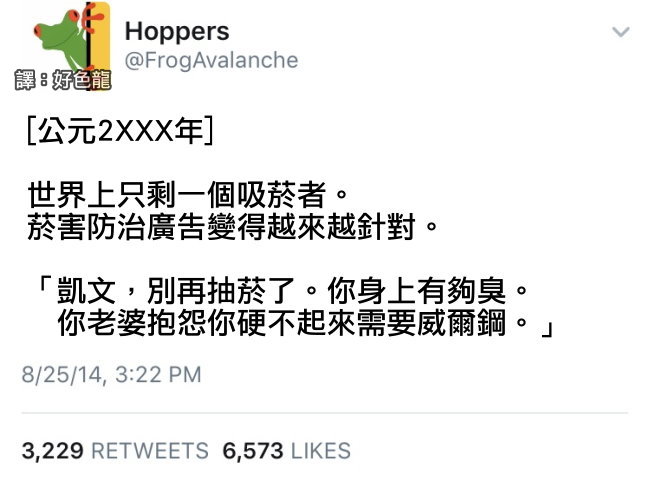 Hoppers
@FrogAvalanche
譯：好色龍
[公元2XXX年]
世界上只剩一個吸菸者。
菸害防治廣告變得越來越針對。
「凱文，別再抽菸了。你身上有夠臭。
你老婆抱怨你硬不起來需要威爾鋼。」
8/25/14, 3:22 PM
3,229 RETWEETS 6,573 LIKES